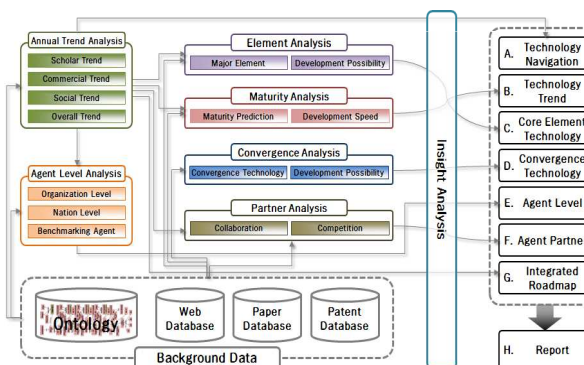 Annual Trend Analysis
Scholar Trend
Commercial Trend
Social Trend
Overall Trend
Agent Level Analysis
Organization Level
Nation Level
Benchmarking Agent
Element Analysis
Major Element
Development Possibility
Maturity Analysis
Maturity Prediction
Development Speed
Convergence Analysis
Convergence Technology
Development Possibility
Partner Analysis
Collaboration
Competition
Ontology
Web
Database
Paper
Database
Patent
Database
Background Data
Insight Analysis
A. Technology
Navigation
B. Technology
Trend
C. Core Element
Technology
D. Convergence
Technology
E. Agent Level
F. Agent Partner
G. Integrated
Roadmap
H. Report